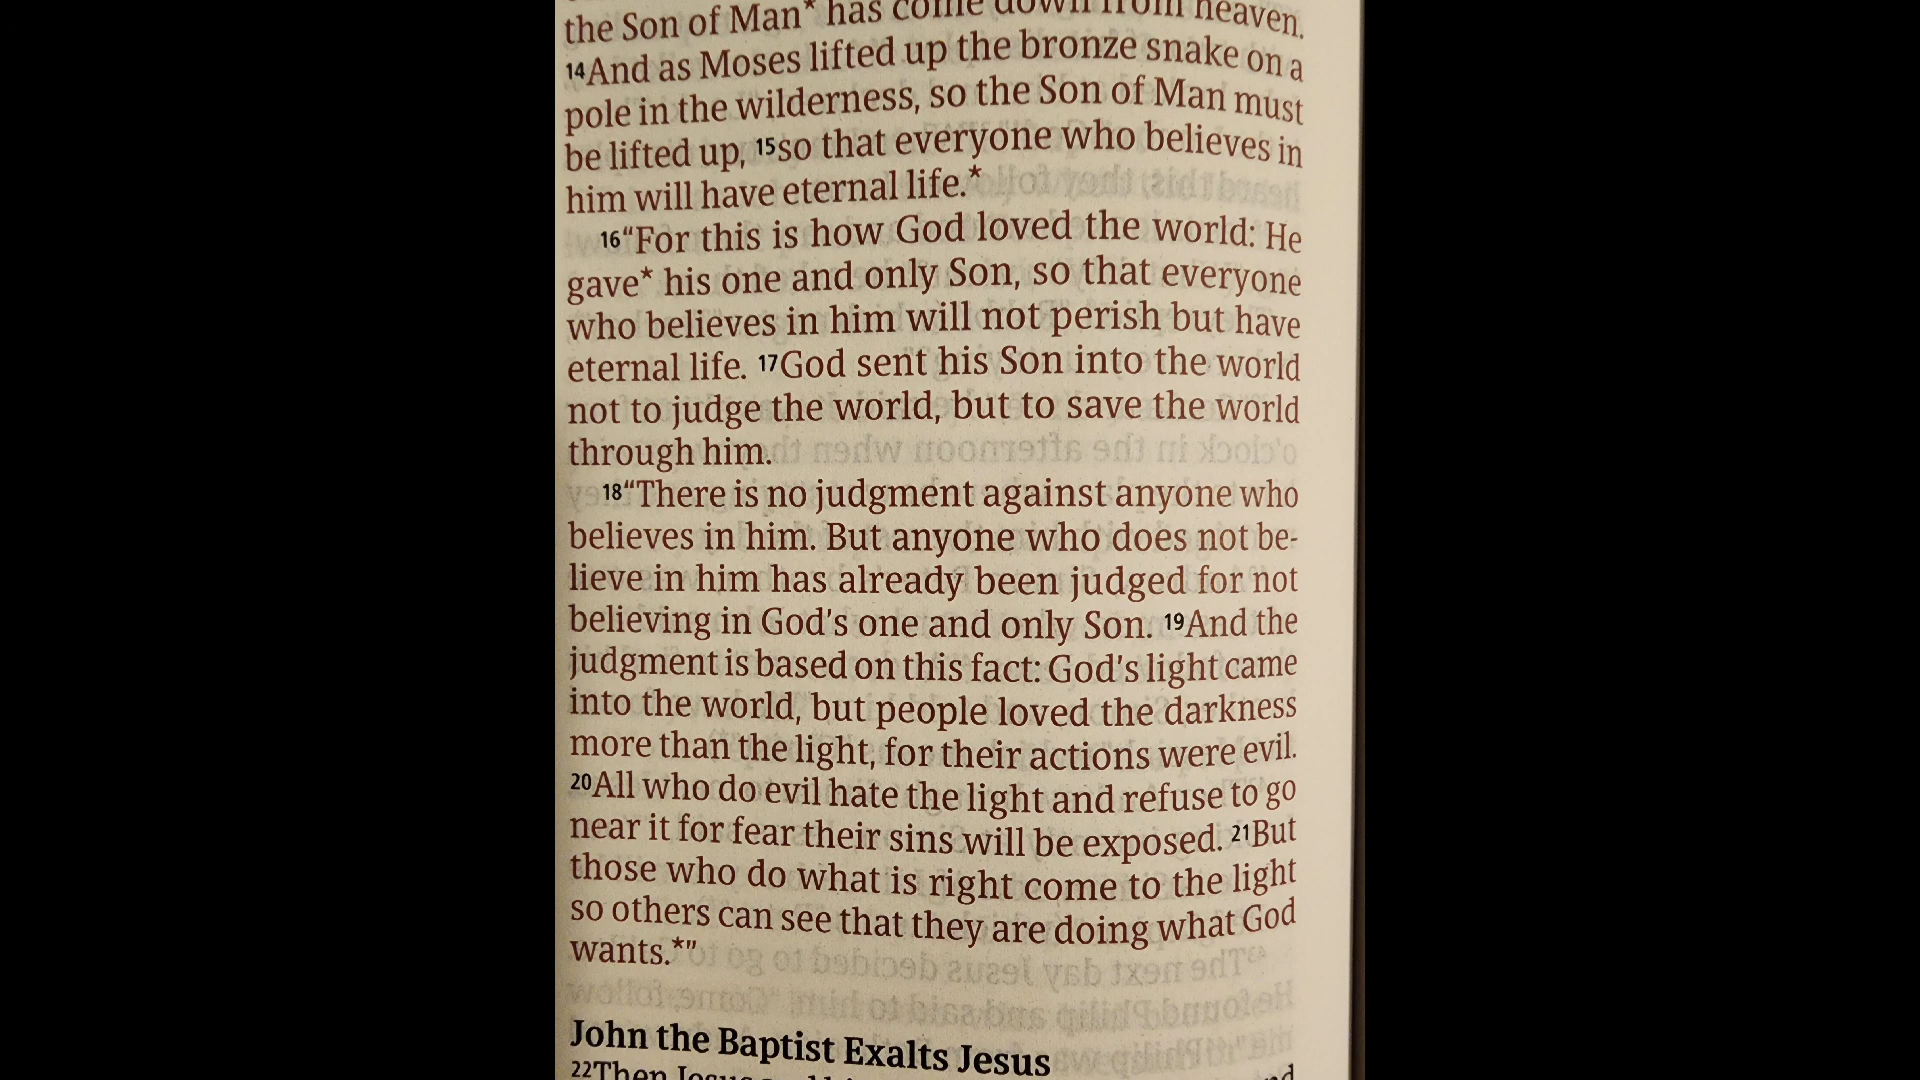 the Son of Man* has come down from heaven.
14And as Moses lifted up the bronze snake on a
pole in the wilderness, so the Son of Man must
be lifted up, 15so that everyone who believes in
him will have eternal life.*
16“For this is how God loved the world: He
gave* his one and only Son, so that everyone
who believes in him will not perish but have
eternal life. 17God sent his Son into the world
not to judge the world, but to save the world
through him.
18“There is no judgment against anyone who
believes in him. But anyone who does not be-
lieve in him has already been judged for not
believing in God's one and only Son. 19And the
judgment is based on this fact: God's light came
into the world, but people loved the darkness
more than the light, for their actions were evil.
20All who do evil hate the light and refuse to go
near it for fear their sins will be exposed. 21But
those who do what is right come to the light
so others can see that they are doing what God
wants.*”
John the Baptist Exalts Jesus
22Then Jesus